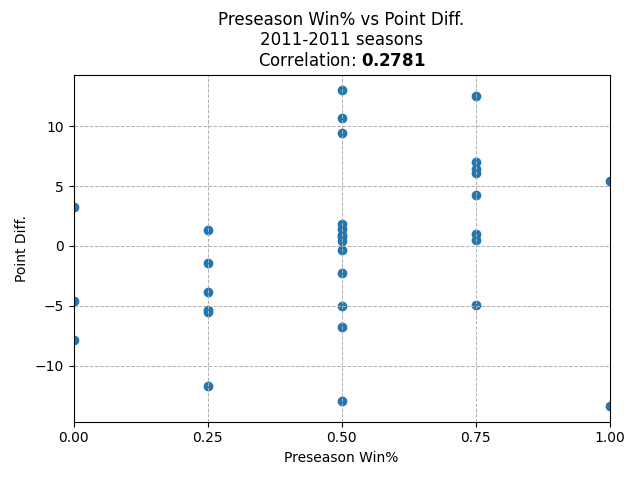 Preseason Win% vs Point Diff.
2011-2011 seasons
Correlation: 0.2781
Point Diff.
10
5
0
−5
−10
0.00 0.25 0.50 0.75 1.00
Preseason Win%